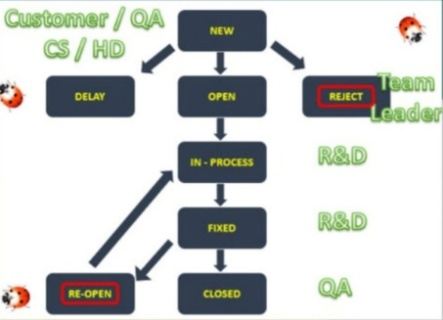 Customer / QA
CS / HD
NEW
DELAY
OPEN
REJECT
Team
Leader
IN - PROCESS
R&D
FIXED
R&D
RE-OPEN
CLOSED
QA